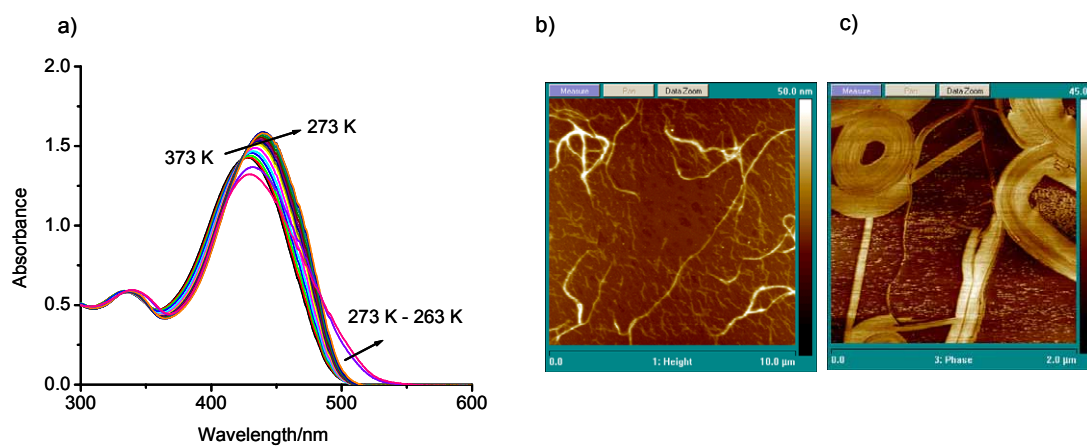 a)
2.0
1.5
1.0
0.5
0.0
300
400
500
600
Absorbance
Wavelength/nm
373 K
273 K
273 K - 263 K
b)
Measure
Pan
Data Zoom
50.0 nm
0.0
1: Height
10.0 µm
c)
Measure
Pan
Data Zoom
45.
0.0
3: Phase
2.0 µm